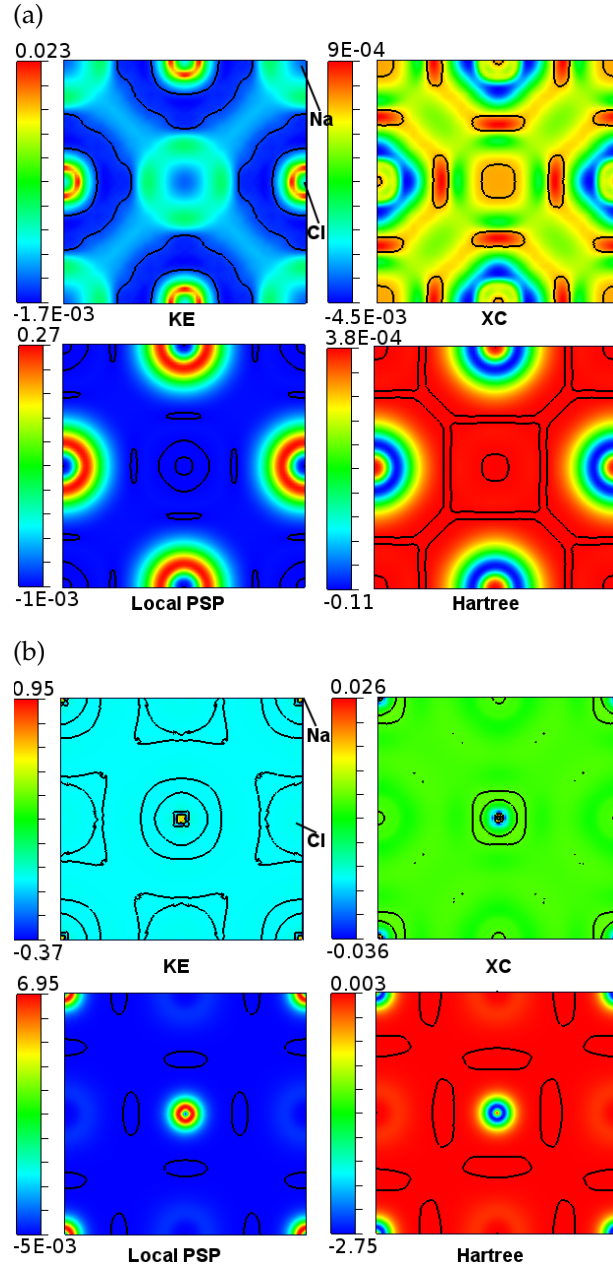 (a)
0.023
9E-04
Na
Cl
-1.7E-03
KE
-4.5E-03
XC
0.27
3.8E-04
-1E-03
Local PSP
-0.11
Hartree
(b)
0.95
0.026
Na
Cl
-0.37
KE
-0.036
XC
6.95
0.003
-5E-03
Local PSP
-2.75
Hartree